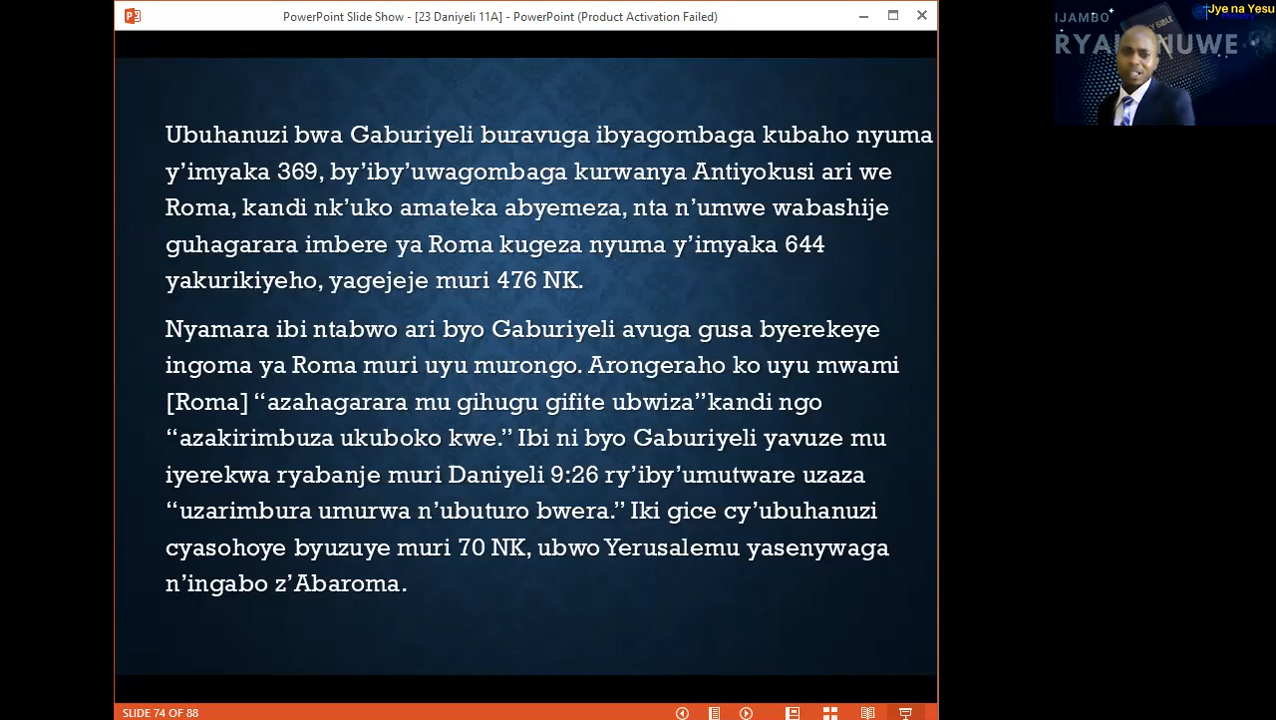 PowerPoint Slide Show - [23 Daniyeli 11A] - PowerPoint (Product Activation Failed)
Jye na Yesu
IJAMBO
Ubuhanuzi bwa Gaburiyeli buravuga ibyagombaga kubaho nyuma
y’imyaka 369, by’iby’uwagombaga kurwanya Antiyokusi ari we
Roma, kandi nk’uko amateka abyemeza, nta n’umwe wabashije
guhagarara imbere ya Roma kugeza nyuma y’imyaka 644
yakurikiyeho, yagejeje muri 476 NK.
Nyamara ibi ntabwo ari byo Gaburiyeli avuga gusa byerekeye
ingoma ya Roma muri uyu murongo. Arongeraho ko uyu mwami
[Roma] “azahagarara mu gihugu gifite ubwiza”kandi ngo
“azakirimbuza ukuboko kwe.” Ibi ni byo Gaburiyeli yavuze mu
iyerekwa ryabanje muri Daniyeli 9:26 ry’iby’umutware uzaza
“uzarimbura umurwa n’ubuturo bwera.” Iki gice cy’ubuhanuzi
cyasohoye byuzuye muri 70 NK, ubwo Yerusalemu yasenywaga
n’ingabo z’Abaroma.
SLIDE 74 OF 88